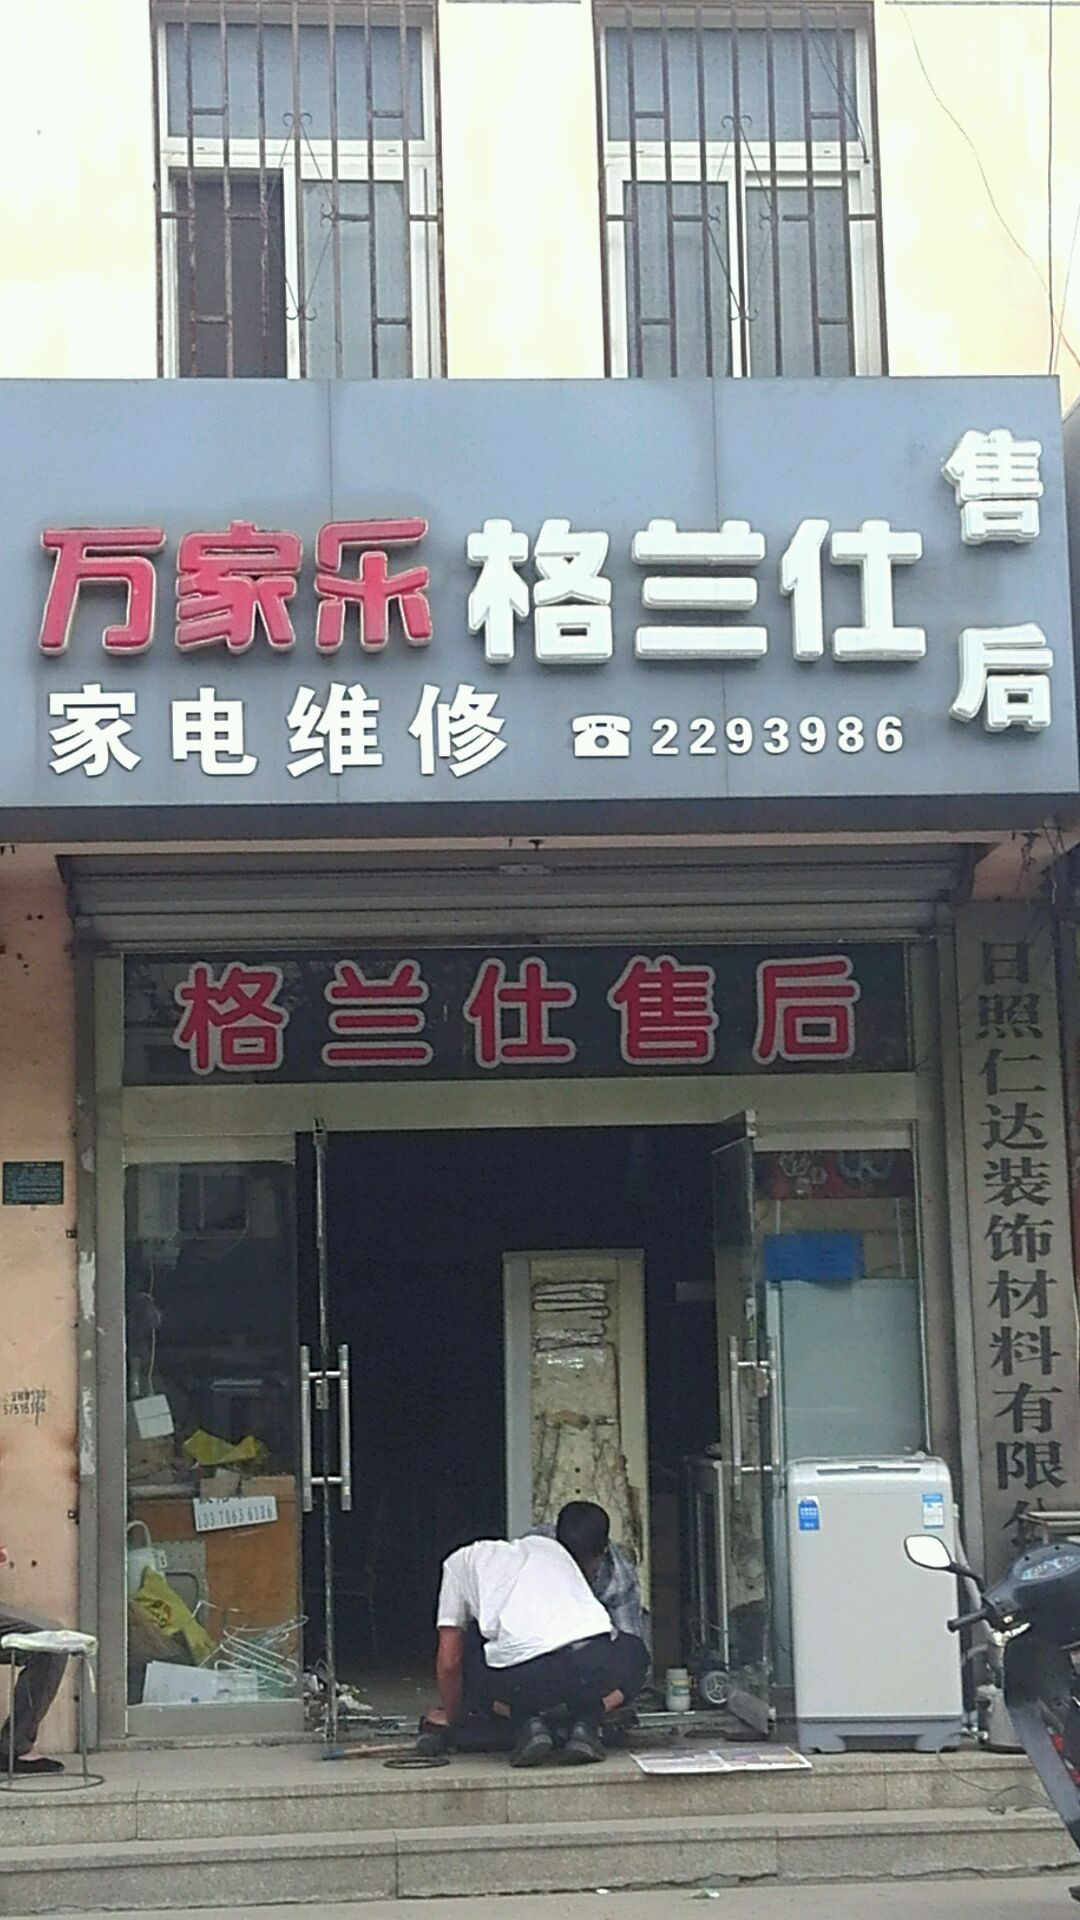 万家乐 格兰仕 售后
家电维修 ☎2293986
格兰仕售后
日照仁达装饰材料有限